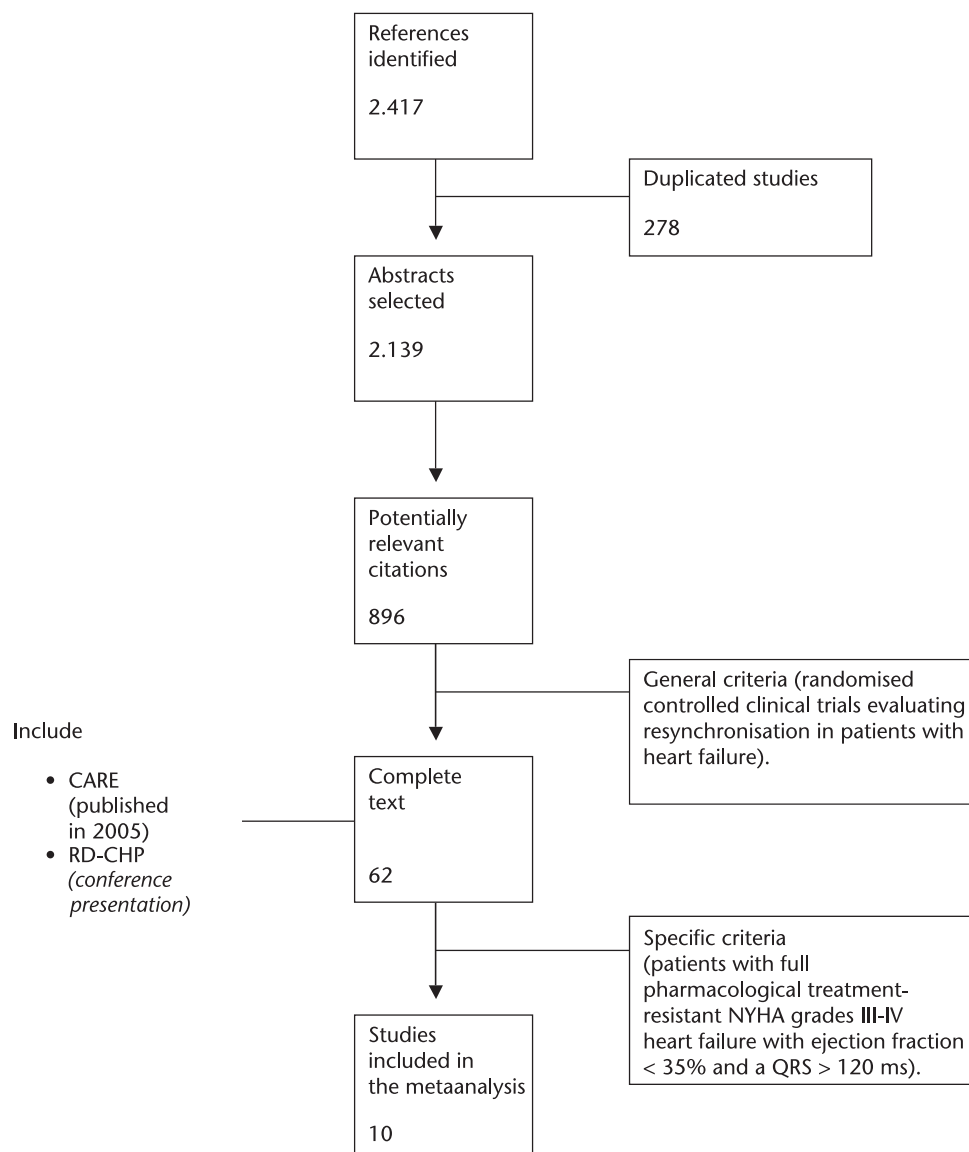 References
identified
2.417
Duplicated studies
278
Abstracts
selected
2.139
Potentially
relevant
citations
896
General criteria (randomised
controlled clinical trials evaluating
resynchronisation in patients with
heart failure).
Include
• CARE
(published
in 2005)
• RD-CHP
(conference
presentation)
Complete
text
62
Specific criteria
(patients with full
pharmacological treatment-
resistant NYHA grades III-IV
heart failure with ejection fraction
< 35% and a QRS > 120 ms).
Studies
included in
the metaanalysis
10